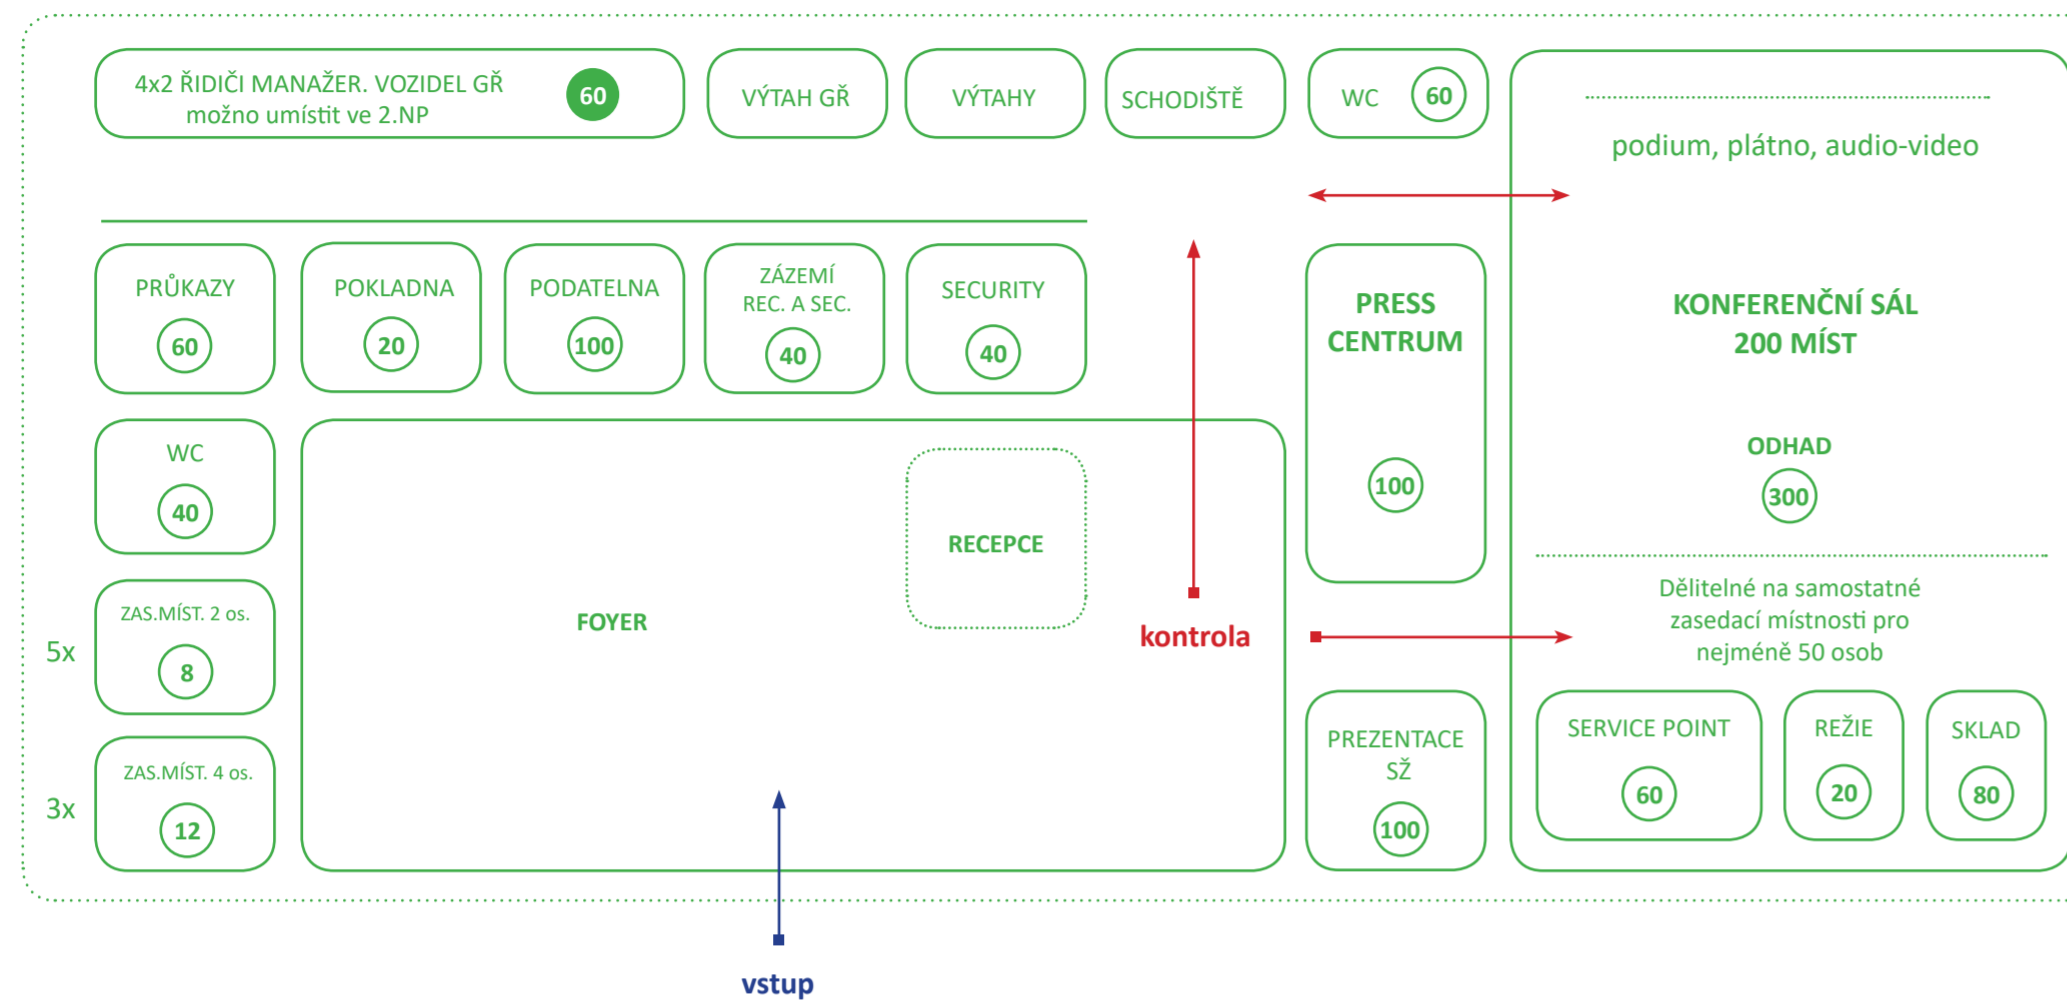 4x2 ŘIDIČI MANAŽER. VOZIDEL GŘ
možno umístit ve 2.NP
60
VÝTAH GŘ
VÝTAHY
SCHODIŠTĚ
WC
60
podium, plátno, audio-video
PRŮKAZY
60
POKLADNA
20
PODATELNA
100
ZÁZEMÍ
REC. A SEC.
40
SECURITY
40
PRESS
CENTRUM
100
KONFERENČNÍ SÁL
200 MÍST
ODHAD
300
WC
40
RECEPCE
FOYER
kontrola
Dělitelné na samostatné
zasedací místnosti pro
nejméně 50 osob
5x
ZAS.MÍST. 2 os.
8
3x
ZAS.MÍST. 4 os.
12
PREZENTACE
SŽ
100
SERVICE POINT
60
REŽIE
20
SKLAD
80
vstup